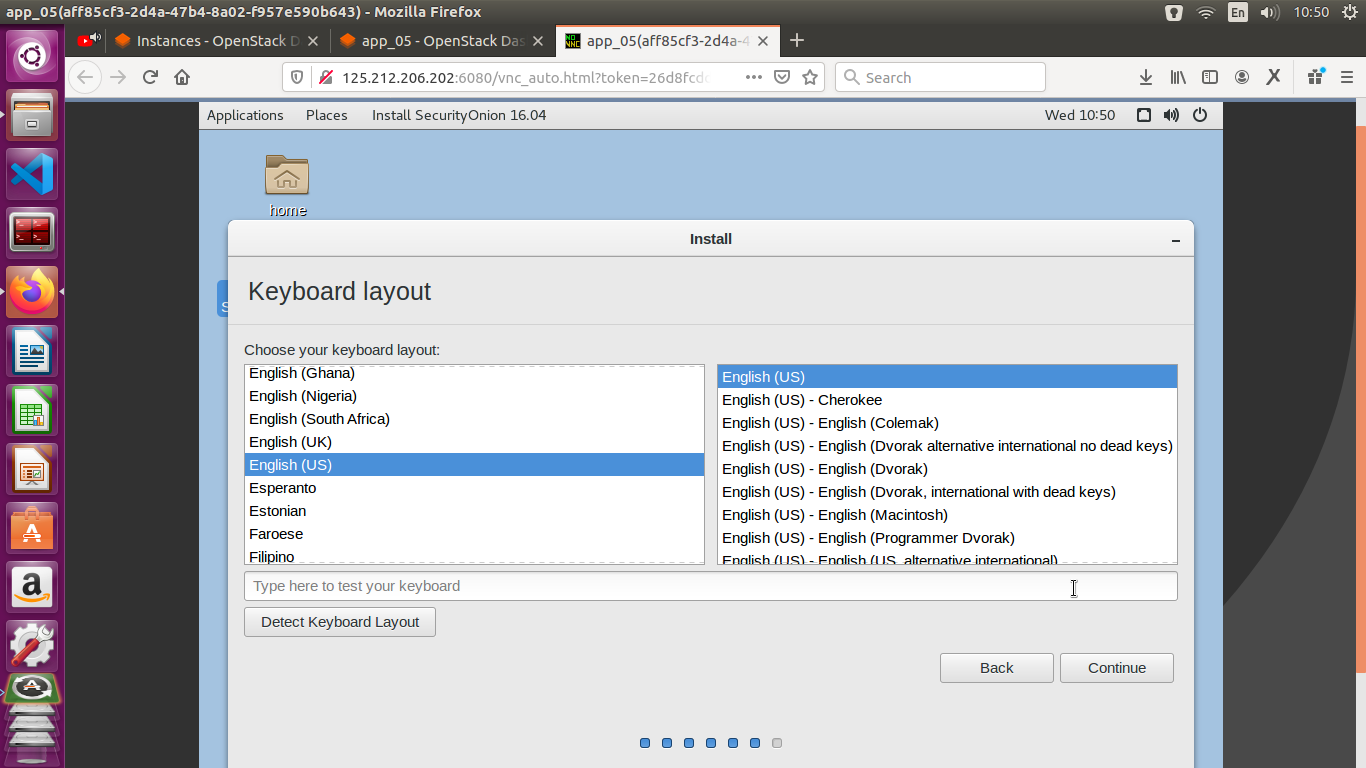 app_05(aff85cf3-2d4a-47b4-8a02-f957e590b643) - Mozilla Firefox
En
10:50
Instances - OpenStack D
app_05 - OpenStack Das
app_05(aff85cf3-2d4a-4
125.212.206.202:6080/vnc_auto.html?token=26d8fcd
Search
Applications
Places
Install SecurityOnion 16.04
Wed 10:50
home
Install
S
Keyboard layout
Choose your keyboard layout:
English (Ghana)
English (Nigeria)
English (South Africa)
English (UK)
English (US)
Esperanto
Estonian
Faroese
Filipino
English (US)
English (US) - Cherokee
English (US) - English (Colemak)
English (US) - English (Dvorak alternative international no dead keys)
English (US) - English (Dvorak)
English (US) - English (Dvorak, international with dead keys)
English (US) - English (Macintosh)
English (US) - English (Programmer Dvorak)
English (US) - English (US, alternative international)
Type here to test your keyboard
Detect Keyboard Layout
Back
Continue